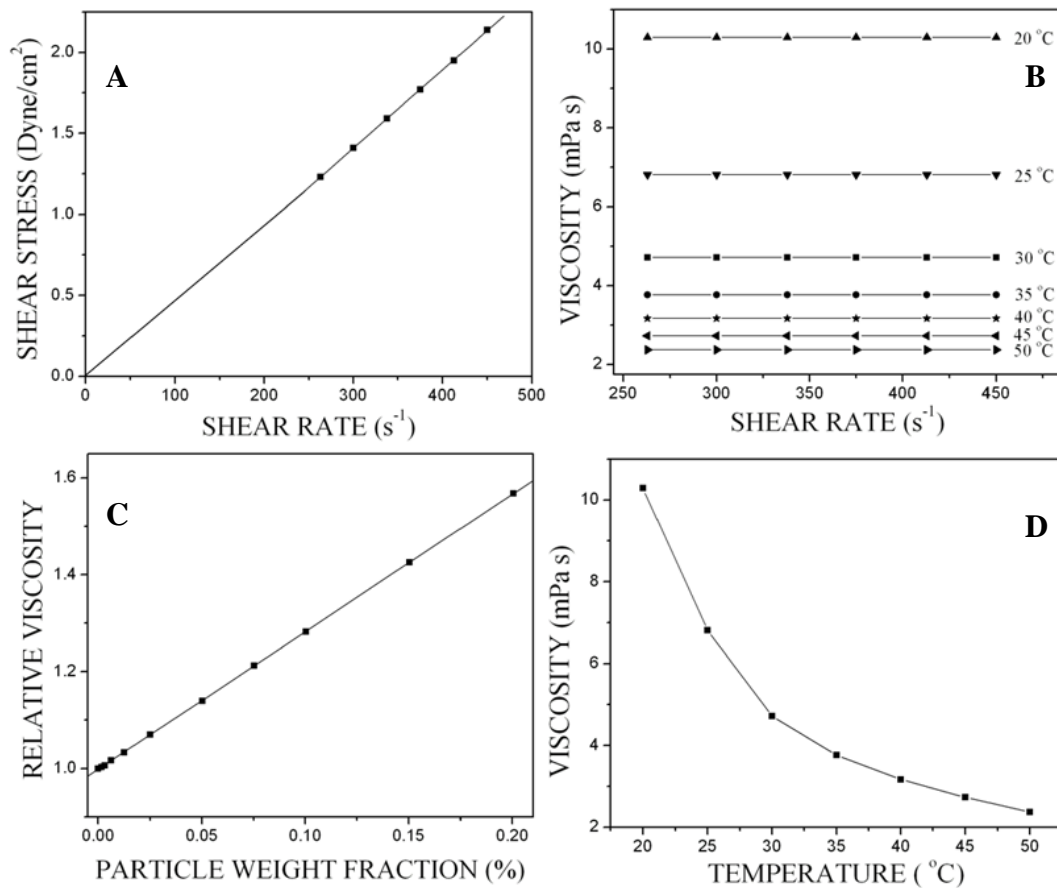 A
SHEAR STRESS (Dyne/cm²)
2.0
1.5
1.0
0.5
0.0
0 100 200 300 400 500
SHEAR RATE (s⁻¹)
B
VISCOSITY (mPa s)
10
8
6
4
2
20 °C
25 °C
30 °C
35 °C
40 °C
45 °C
50 °C
250 300 350 400 450
SHEAR RATE (s⁻¹)
C
RELATIVE VISCOSITY
1.6
1.4
1.2
1.0
0.00 0.05 0.10 0.15 0.20
PARTICLE WEIGHT FRACTION (%)
D
VISCOSITY (mPa s)
10
8
6
4
2
20 25 30 35 40 45 50
TEMPERATURE ( °C)